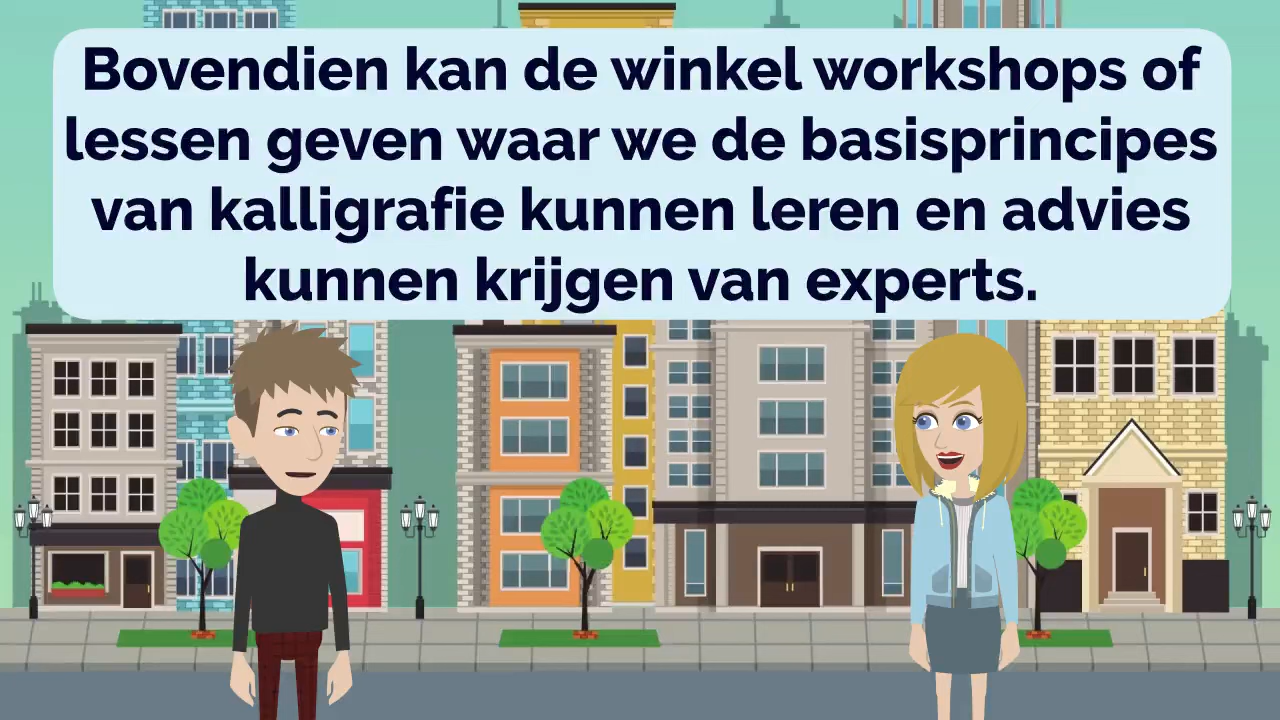 Bovendien kan de winkel workshops of
lessen geven waar we de basisprincipes
van kalligrafie kunnen leren en advies
kunnen krijgen van experts.